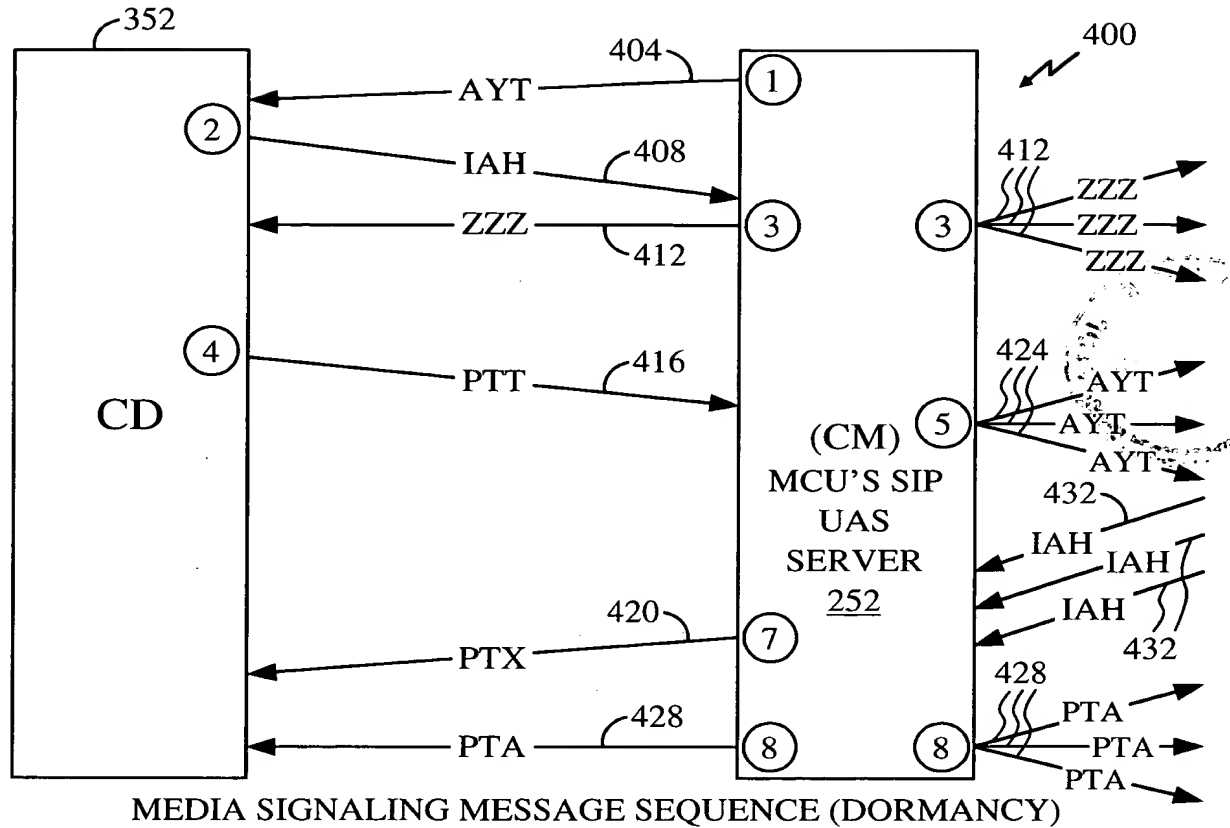 352
404
400
AYT
1
2
IAH
408
412
ZZZ
ZZZ
3
3
ZZZ
412
ZZZ
4
PTT
416
424
AYT
CD
5
AYT
(CM)
AYT
MCU'S SIP
432
UAS
IAH
SERVER
IAH
252
IAH
420
7
432
PTX
428
428
PTA
PTA
8
8
PTA
PTA
MEDIA SIGNALING MESSAGE SEQUENCE (DORMANCY)